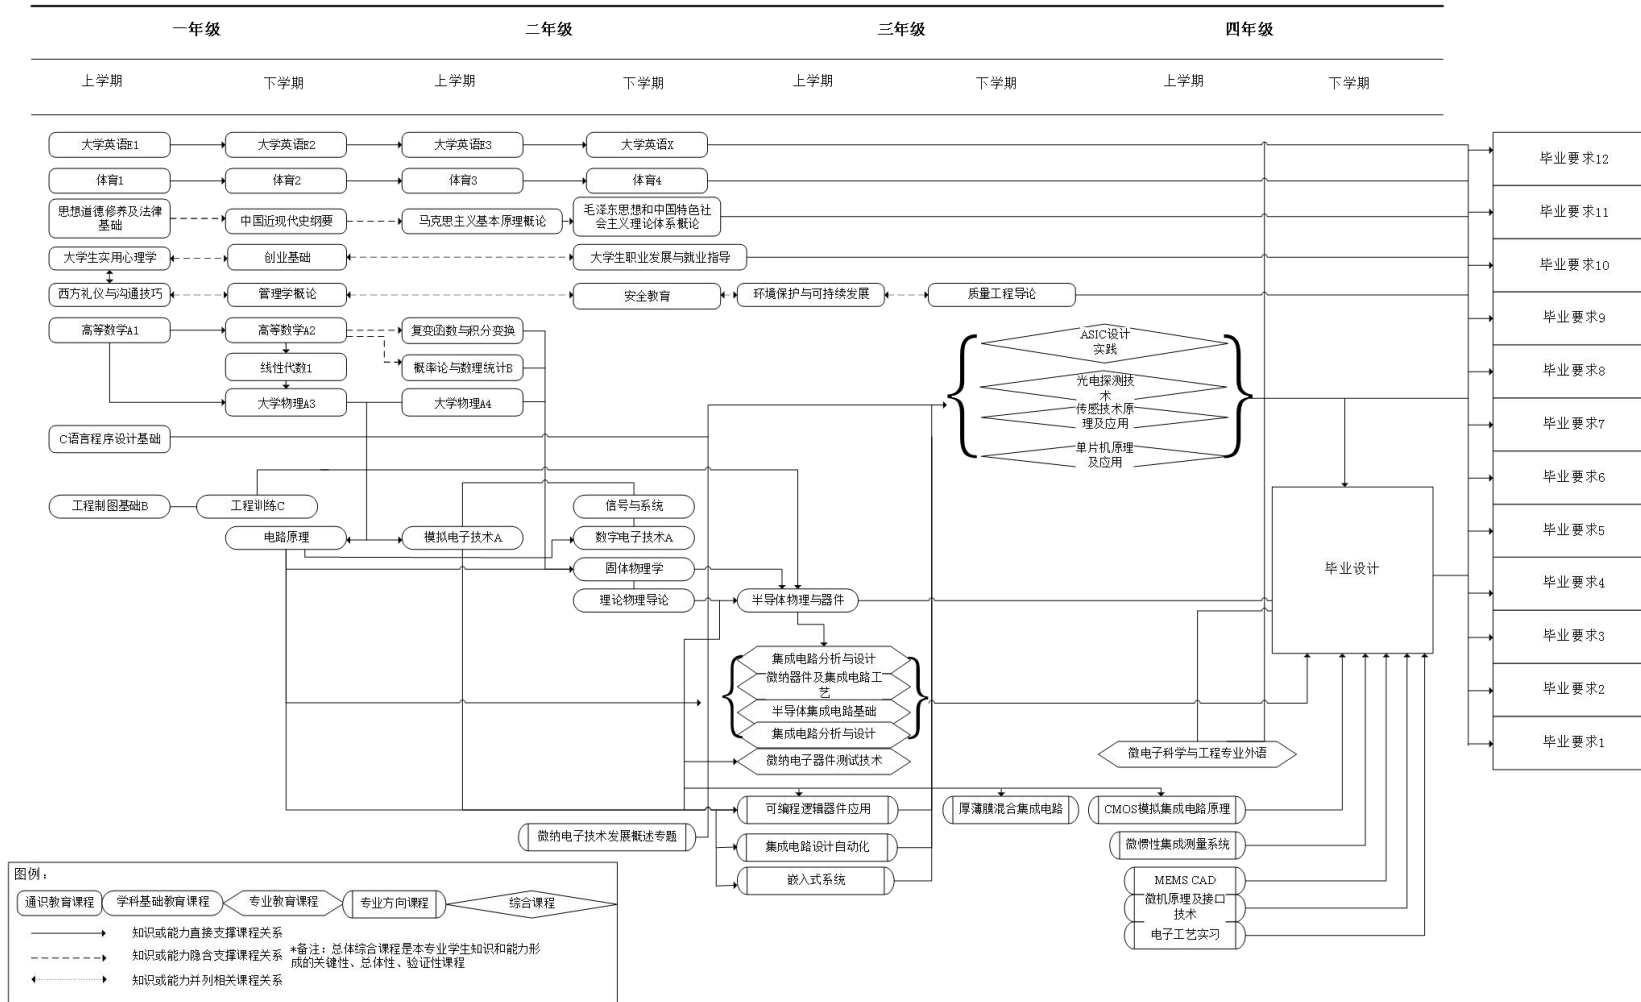 一年级
二年级
三年级
四年级
上学期
下学期
上学期
下学期
上学期
下学期
上学期
下学期
大学英语E1
大学英语E2
大学英语E3
大学英语X
毕业要求12
体育1
体育2
体育3
体育4
思想道德修养及法律
基础
中国近现代史纲要
马克思主义基本原理概论
毛泽东思想和中国特色社
会主义理论体系概论
毕业要求11
大学生实用心理学
创业基础
大学生职业发展与就业指导
毕业要求10
西方礼仪与沟通技巧
管理学概论
安全教育
环境保护与可持续发展
质量工程导论
毕业要求9
高等数学A1
高等数学A2
复变函数与积分变换
ASIC设计
实践
线性代数1
概率论与数理统计B
毕业要求8
光电探测技
术
大学物理A3
大学物理A4
传感技术原
理及应用
毕业要求7
C语言程序设计基础
单片机原理
及应用
毕业要求6
工程制图基础B
工程训练C
信号与系统
毕业要求5
电路原理
模拟电子技术A
数字电子技术A
固体物理学
毕业设计
毕业要求4
理论物理导论
半导体物理与器件
毕业要求3
集成电路分析与设计
微纳器件及集成电路工
艺
毕业要求2
半导体集成电路基础
集成电路分析与设计
毕业要求1
微纳电子器件测试技术
微电子科学与工程专业外语
可编程逻辑器件应用
厚薄膜混合集成电路
CMOS模拟集成电路原理
微纳电子技术发展概述专题
集成电路设计自动化
微惯性集成测量系统
嵌入式系统
MEMS CAD
微机原理及接口
技术
电子工艺实习
图例：
通识教育课程
学科基础教育课程
专业教育课程
专业方向课程
综合课程
知识或能力直接支撑课程关系
知识或能力隐含支撑课程关系
知识或能力并列相关课程关系
*备注：总体综合课程是本专业学生知识和能力形
成的关键性、总体性、验证性课程